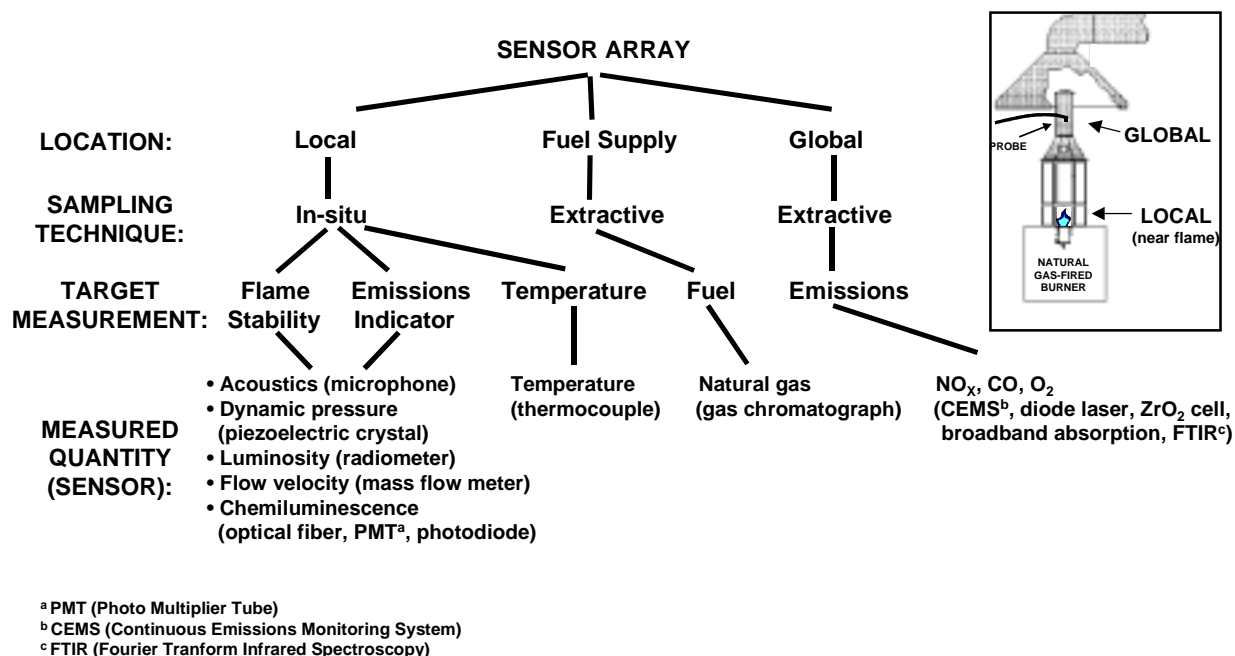 SENSOR ARRAY
LOCATION: Local Fuel Supply Global
SAMPLING
TECHNIQUE: In-situ Extractive Extractive
TARGET
MEASUREMENT: Flame
Stability Emissions
Indicator Temperature Fuel Emissions
MEASURED
QUANTITY
(SENSOR):
• Acoustics (microphone)
• Dynamic pressure
(piezoelectric crystal)
• Luminosity (radiometer)
• Flow velocity (mass flow meter)
• Chemiluminescence
(optical fiber, PMTᵃ, photodiode)
Temperature
(thermocouple)
Natural gas
(gas chromatograph)
NOX, CO, O2
(CEMSᵇ, diode laser, ZrO2 cell,
broadband absorption, FTIRᶜ)
PROBE
GLOBAL
LOCAL
(near flame)
NATURAL
GAS-FIRED
BURNER
ᵃ PMT (Photo Multiplier Tube)
ᵇ CEMS (Continuous Emissions Monitoring System)
ᶜ FTIR (Fourier Tranform Infrared Spectroscopy)